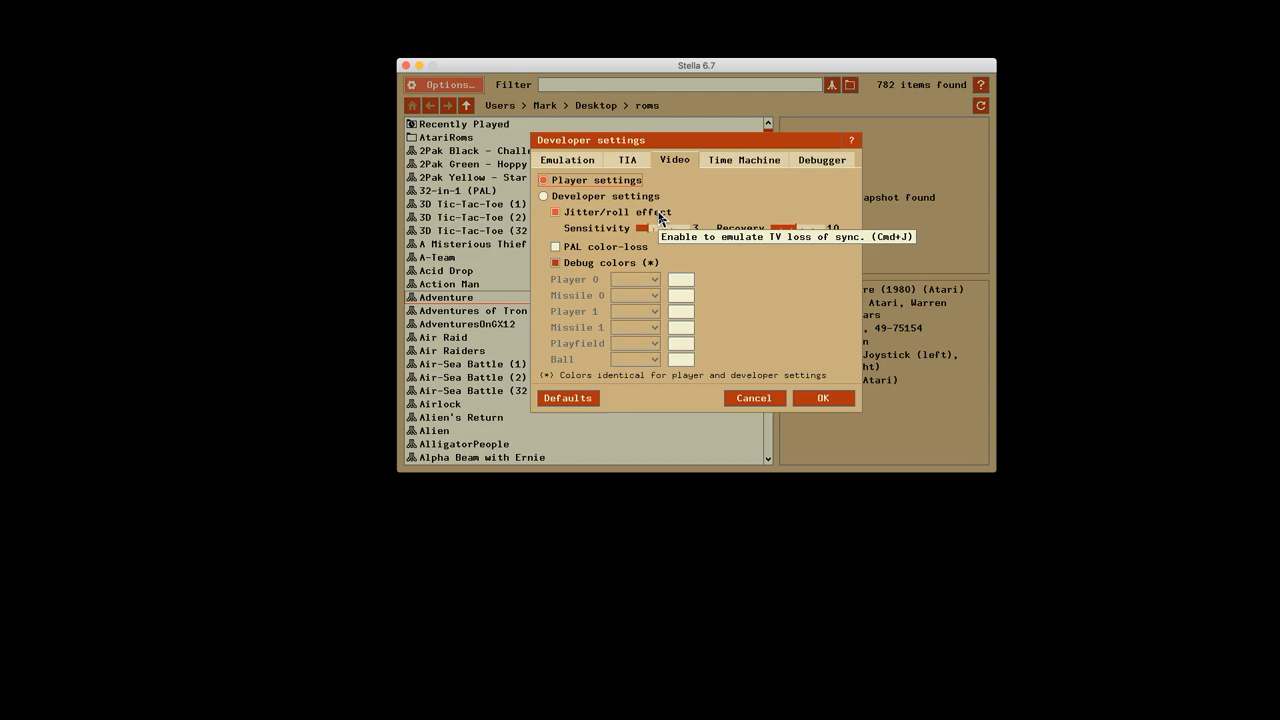 Stella 6.7
Options… Filter 782 items found ?
Users > Mark > Desktop > roms
Recently Played
AtariRoms
2Pak Black - Challe
2Pak Green - Hoppy
2Pak Yellow - Star
32-in-1 (PAL)
3D Tic-Tac-Toe (1)
3D Tic-Tac-Toe (2)
3D Tic-Tac-Toe (32
A Misterious Thief
A-Team
Acid Drop
Action Man
Adventure
Adventures of Tron
AdventuresOnGX12
Air Raid
Air Raiders
Air-Sea Battle (1)
Air-Sea Battle (2)
Air-Sea Battle (32
Airlock
Alien's Return
Alien
AlligatorPeople
Alpha Beam with Ernie
Developer settings ?
Emulation TIA Video Time Machine Debugger
Player settings
Developer settings
Jitter/roll effect
Sensitivity 3 Recovery 10
Enable to emulate TV loss of sync. (Cmd+J)
PAL color-loss
Debug colors (*)
Player 0
Missile 0
Player 1
Missile 1
Playfield
Ball
(*) Colors identical for player and developer settings
Defaults Cancel OK
apshot found
re (1980) (Atari)
Atari, Warren
ars
, 49-75154
n
Joystick (left),
ht)
Atari)